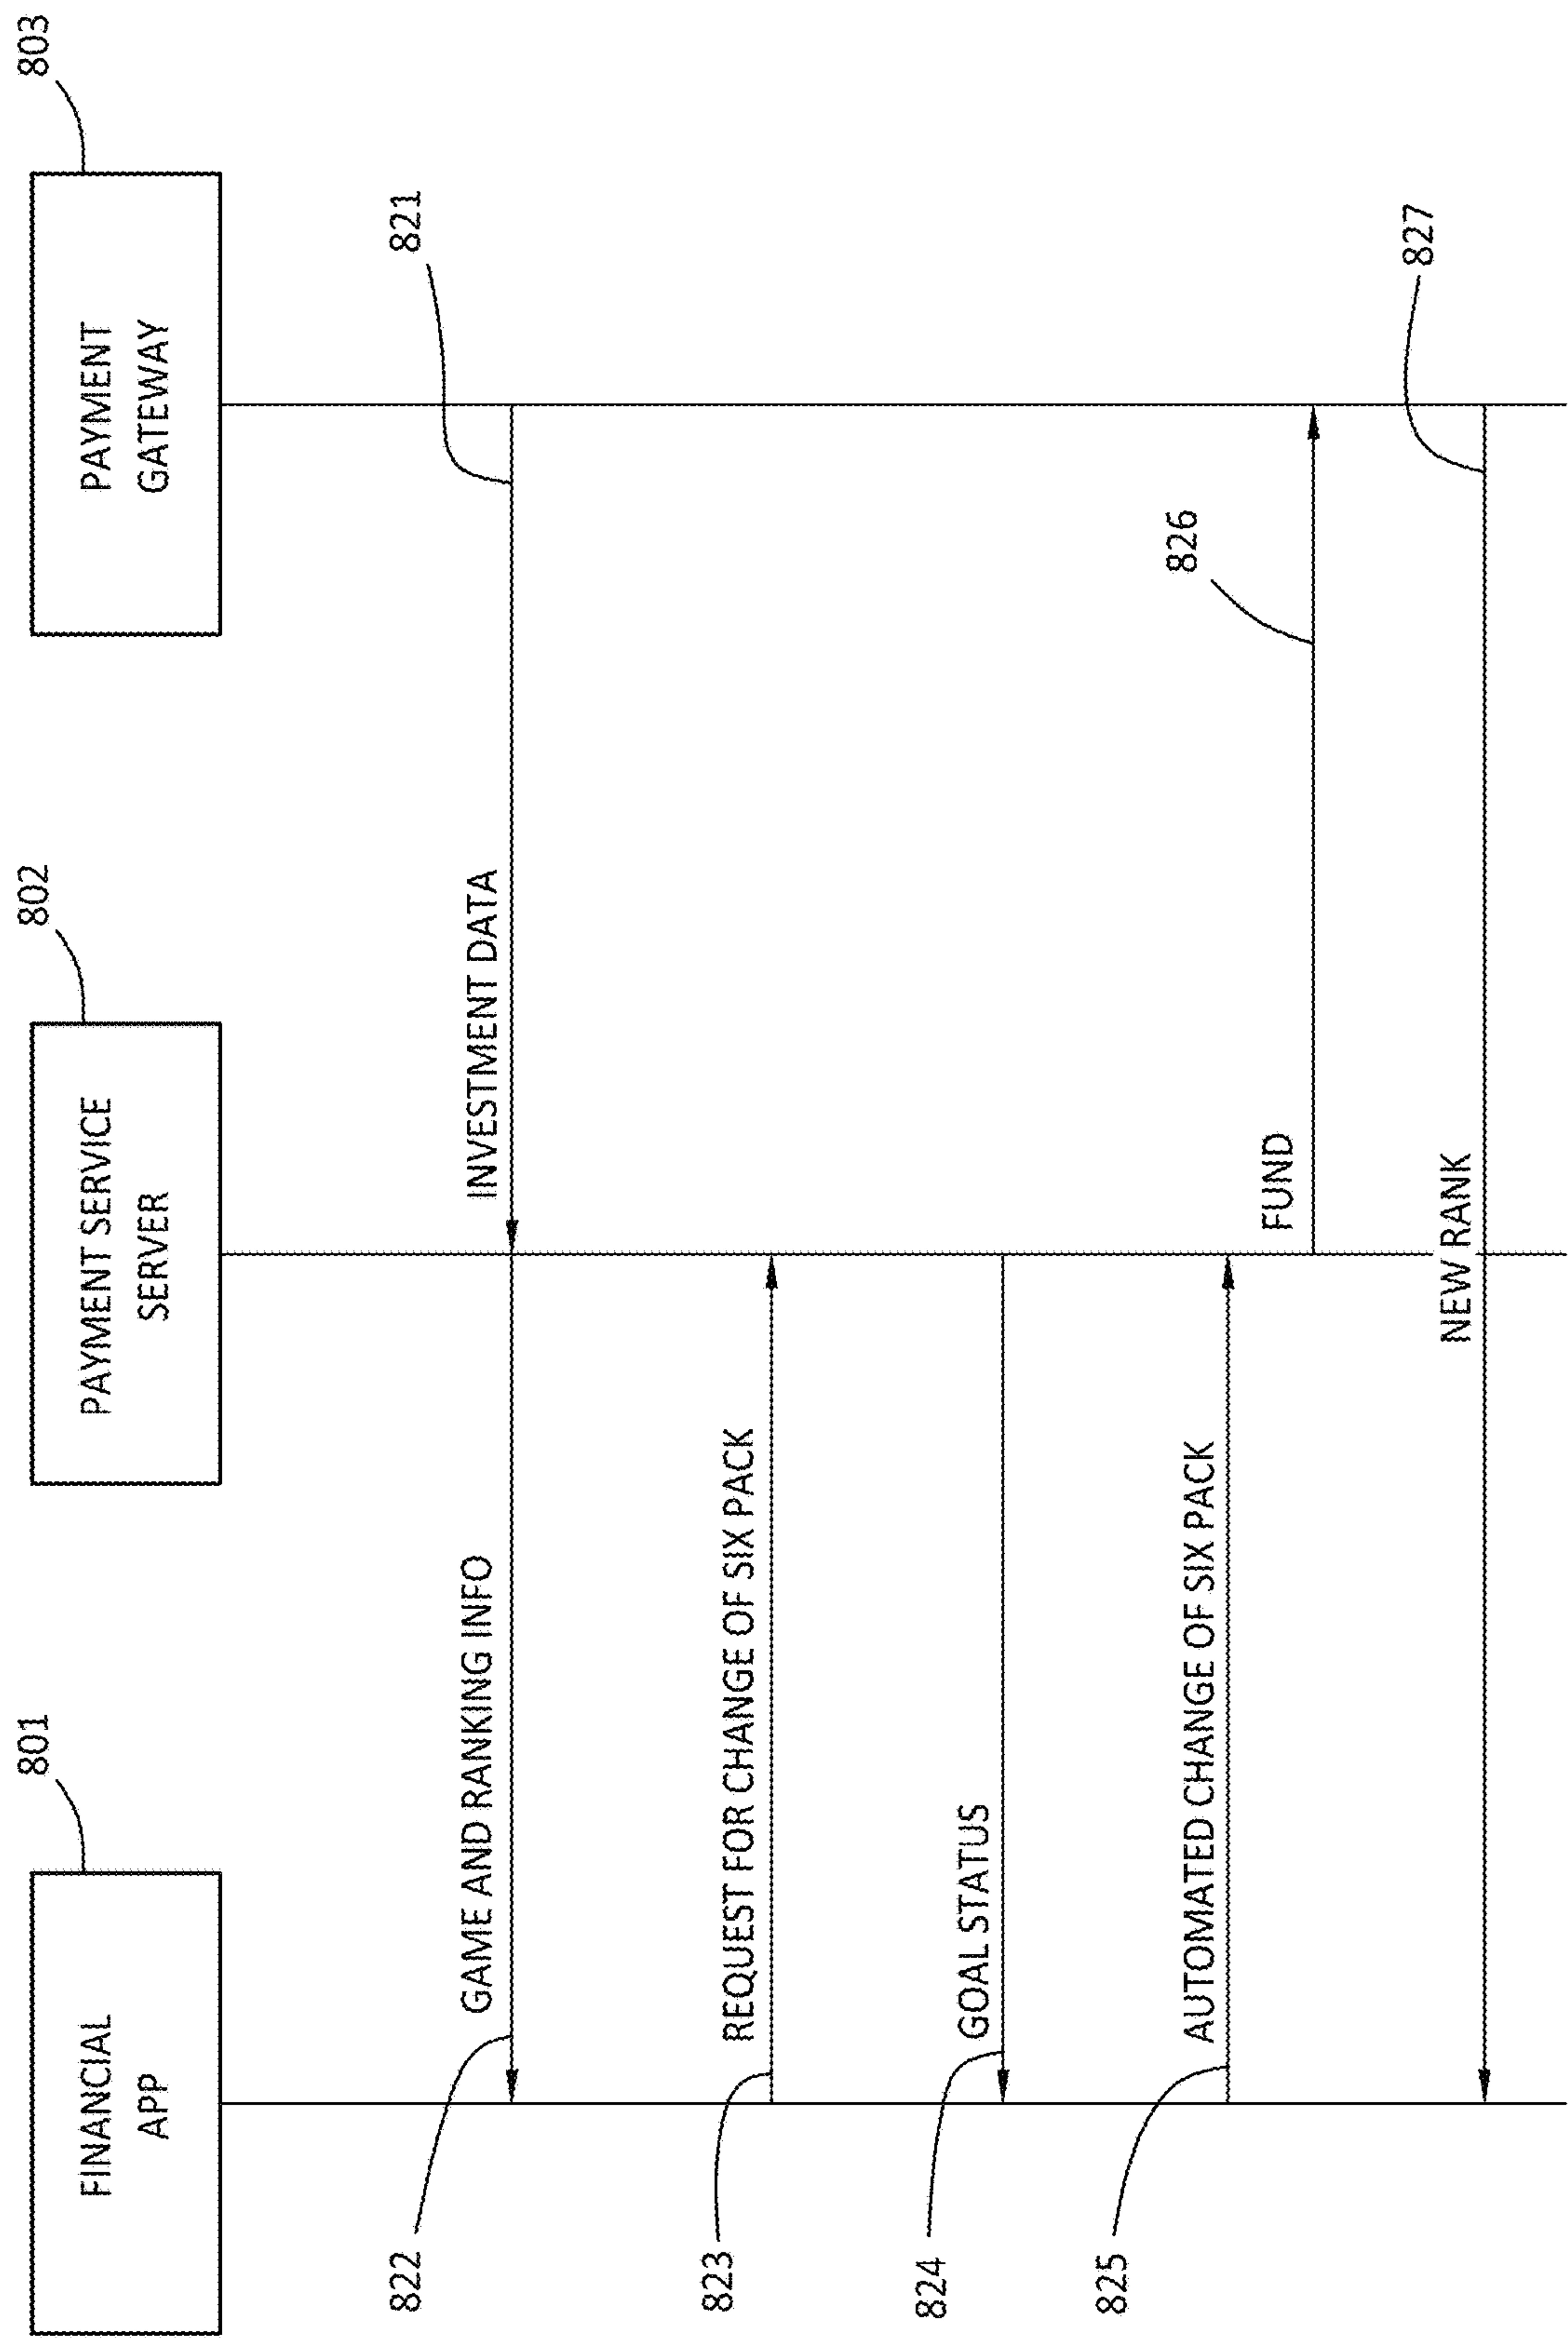 801
802
803
FINANCIAL
APP
PAYMENT SERVICE
SERVER
PAYMENT
GATEWAY
822
GAME AND RANKING INFO
INVESTMENT DATA
821
823
REQUEST FOR CHANGE OF SIX PACK
824
GOAL STATUS
825
AUTOMATED CHANGE OF SIX PACK
FUND
826
NEW RANK
827